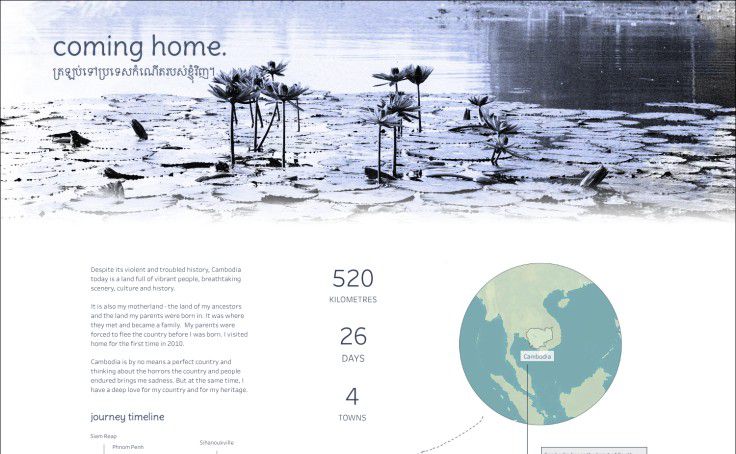 coming home.
ត្រឡប់ទៅប្រទេសកំណើតរបស់ខ្ញុំវិញ។
Despite its violent and troubled history, Cambodia
today is a land full of vibrant people, breathtaking
scenery, culture and history.
It is also my motherland - the land of my ancestors
and the land my parents were born in. It was where
they met and became a family. My parents were
forced to flee the country before I was born. I visited
home for the first time in 2010.
Cambodia is by no means a perfect country and
thinking about the horrors the country and people
endured brings me sadness. But at the same time, I
have a deep love for my country and for my heritage.
520
KILOMETRES
26
DAYS
4
TOWNS
Cambodia
journey timeline
Siem Reap
Phnom Penh
Sihanoukville